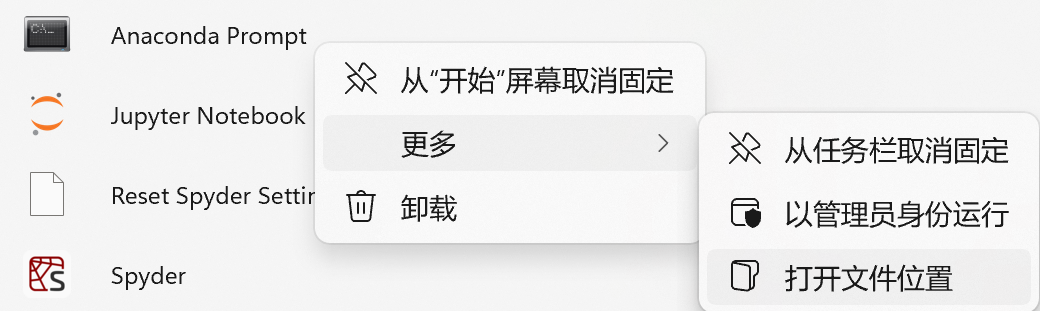 Anaconda Prompt
从“开始”屏幕取消固定
Jupyter Notebook
更多
从任务栏取消固定
Reset Spyder Settin
卸载
以管理员身份运行
Spyder
打开文件位置